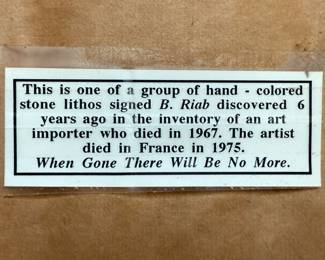 This is one of a group of hand - colored
stone lithos signed B. Riab discovered 6
years ago in the inventory of an art
importer who died in 1967. The artist
died in France in 1975.
When Gone There Will Be No More.